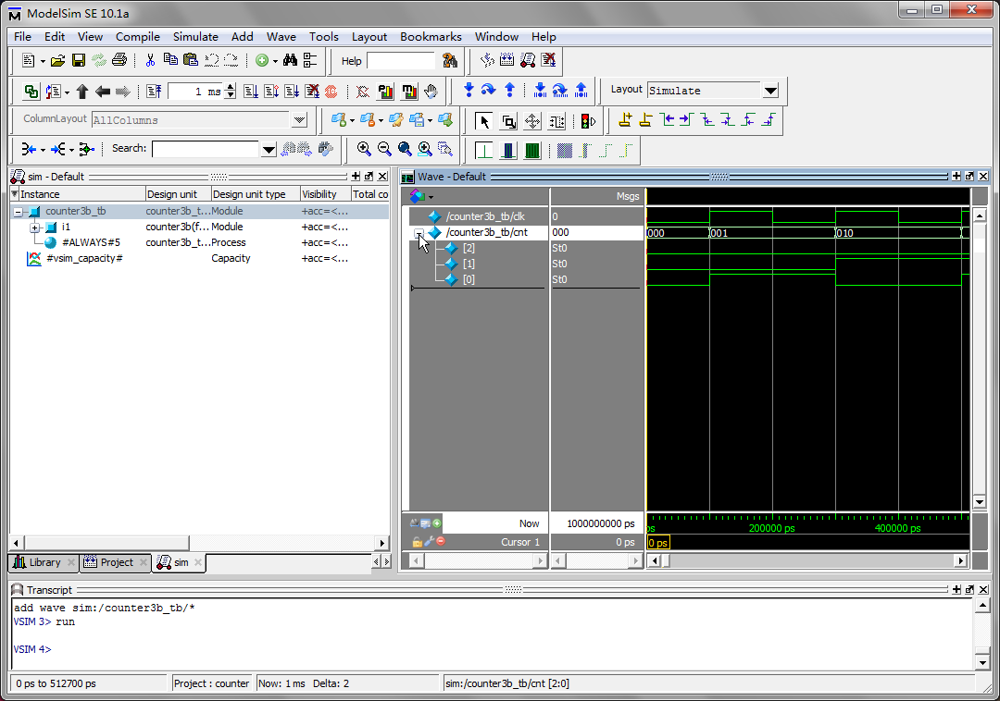 ModelSim SE 10.1a
File Edit View Compile Simulate Add Wave Tools Layout Bookmarks Window Help
Help
1 ms Layout Simulate
ColumnLayout AllColumns
Search:
sim - Default
Instance Design unit Design unit type Visibility Total co
counter3b_tb counter3b_t... Module +acc=<...
i1 counter3b(f... Module +acc=<...
#ALWAYS#5 counter3b_t... Process +acc=<...
#vsim_capacity# Capacity +acc=<...
Library Project sim
Wave - Default
Msgs
/counter3b_tb/clk 0
/counter3b_tb/cnt 000 000 001 010
[2] St0
[1] St0
[0] St0
Now 1000000000 ps ps 200000 ps 400000 ps
Cursor 1 0 ps 0 ps
Transcript
add wave sim:/counter3b_tb/*
VSIM 3> run
VSIM 4>
0 ps to 512700 ps Project : counter Now: 1 ms Delta: 2 sim:/counter3b_tb/cnt [2:0]